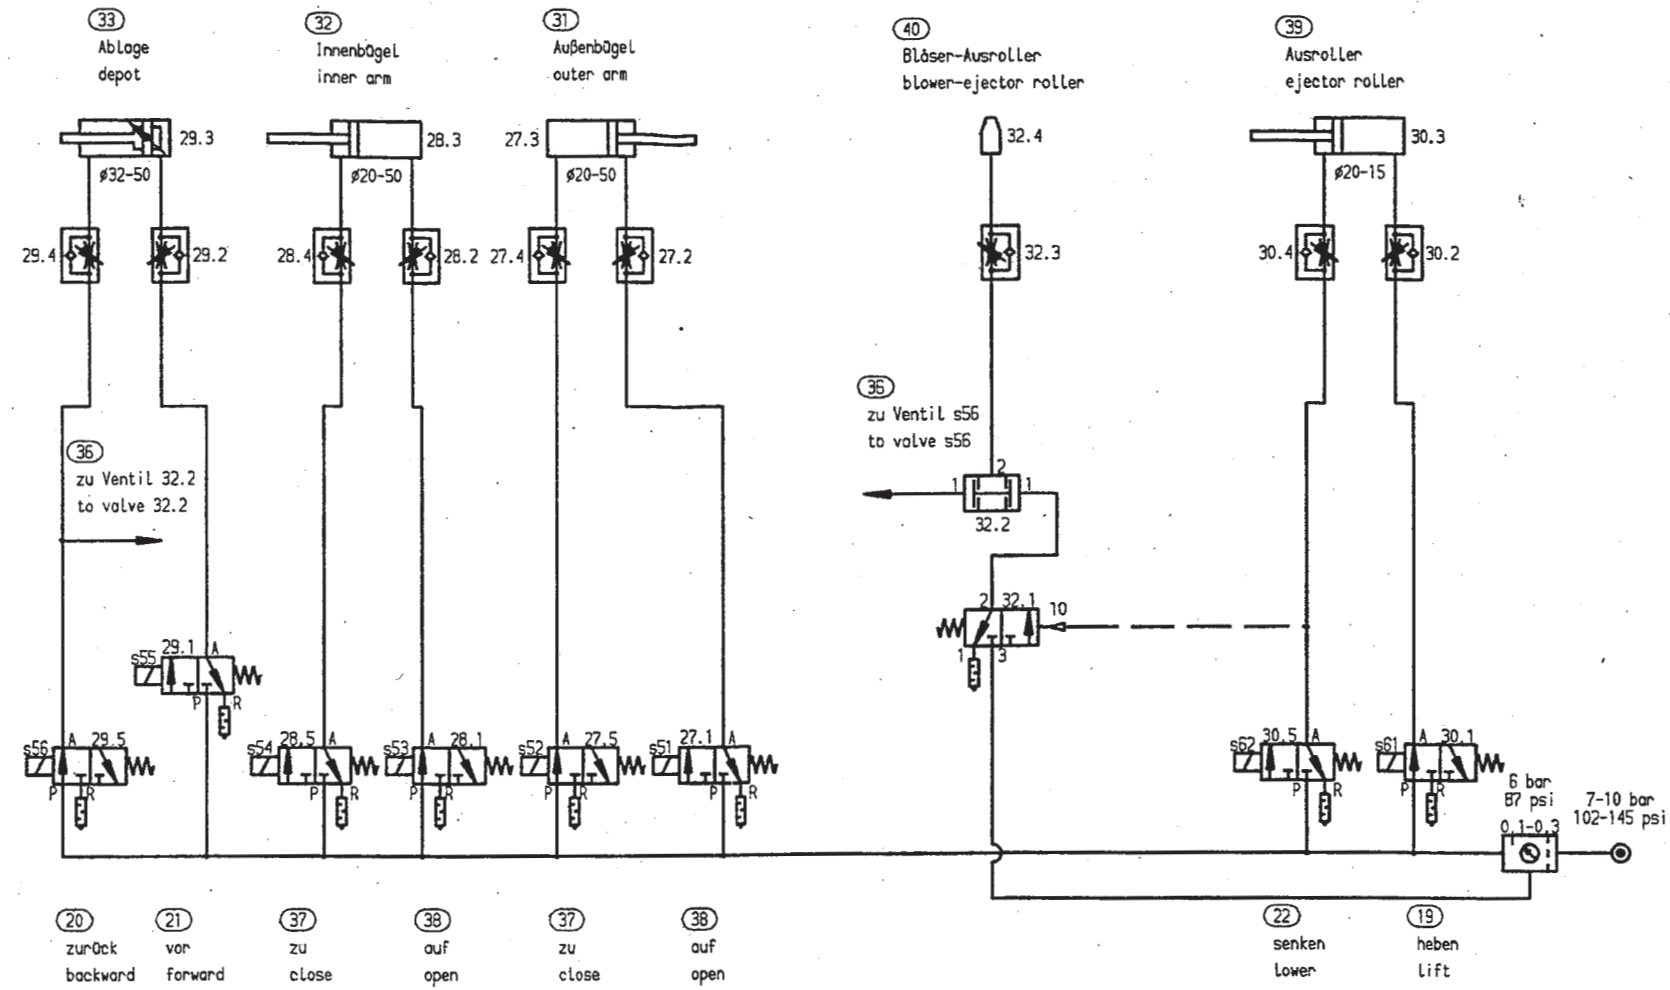 33
Ablage
depot
32
Innenbügel
inner arm
31
Außenbügel
outer arm
40
Bläser-Ausroller
blower-ejector roller
39
Ausroller
ejector roller
29.3
28.3
27.3
32.4
30.3
ø32-50
ø20-50
ø20-50
ø20-15
29.4
29.2
28.4
28.2
27.4
27.2
32.3
30.4
30.2
36
zu Ventil 32.2
to valve 32.2
36
zu Ventil s56
to valve s56
2
1
1
32.2
2
32.1
10
1
3
s55
29.1
A
P
R
s56
A
29.5
P
R
s54
28.5
A
P
R
s53
A
28.1
P
R
s52
A
27.5
P
R
s51
27.1
A
P
R
s62
30.5
A
P
R
s61
A
30.1
P
R
6 bar
87 psi
0,1-0,3
7-10 bar
102-145 psi
20
zurück
backward
21
vor
forward
37
zu
close
38
auf
open
37
zu
close
38
auf
open
22
senken
lower
19
heben
lift